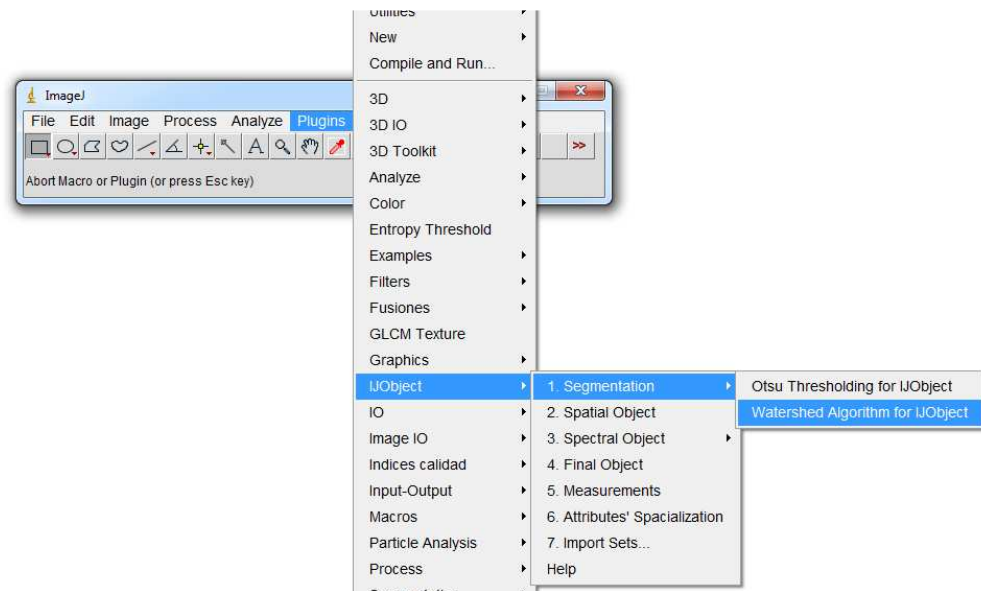 Utilities
New
Compile and Run...
ImageJ
File Edit Image Process Analyze Plugins
Abort Macro or Plugin (or press Esc key)
3D
3D IO
3D Toolkit
Analyze
Color
Entropy Threshold
Examples
Filters
Fusiones
GLCM Texture
Graphics
IJObject
IO
Image IO
Indices calidad
Input-Output
Macros
Particle Analysis
Process
1. Segmentation
2. Spatial Object
3. Spectral Object
4. Final Object
5. Measurements
6. Attributes' Spacialization
7. Import Sets...
Help
Otsu Thresholding for IJObject
Watershed Algorithm for IJObject